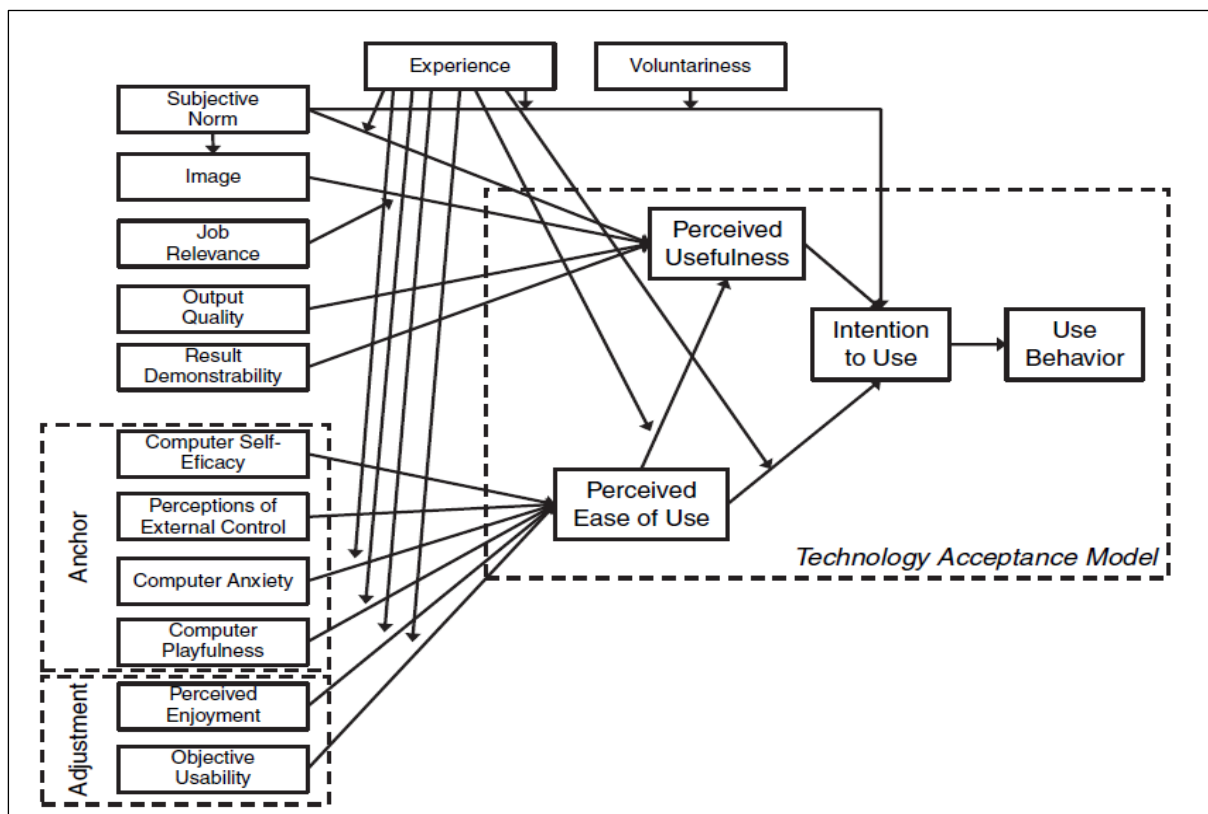 Experience
Voluntariness
Subjective
Norm
Image
Job
Relevance
Output
Quality
Result
Demonstrability
Perceived
Usefulness
Intention
to Use
Use
Behavior
Perceived
Ease of Use
Technology Acceptance Model
Anchor
Computer Self-
Eficacy
Perceptions of
External Control
Computer Anxiety
Computer
Playfulness
Adjustment
Perceived
Enjoyment
Objective
Usability